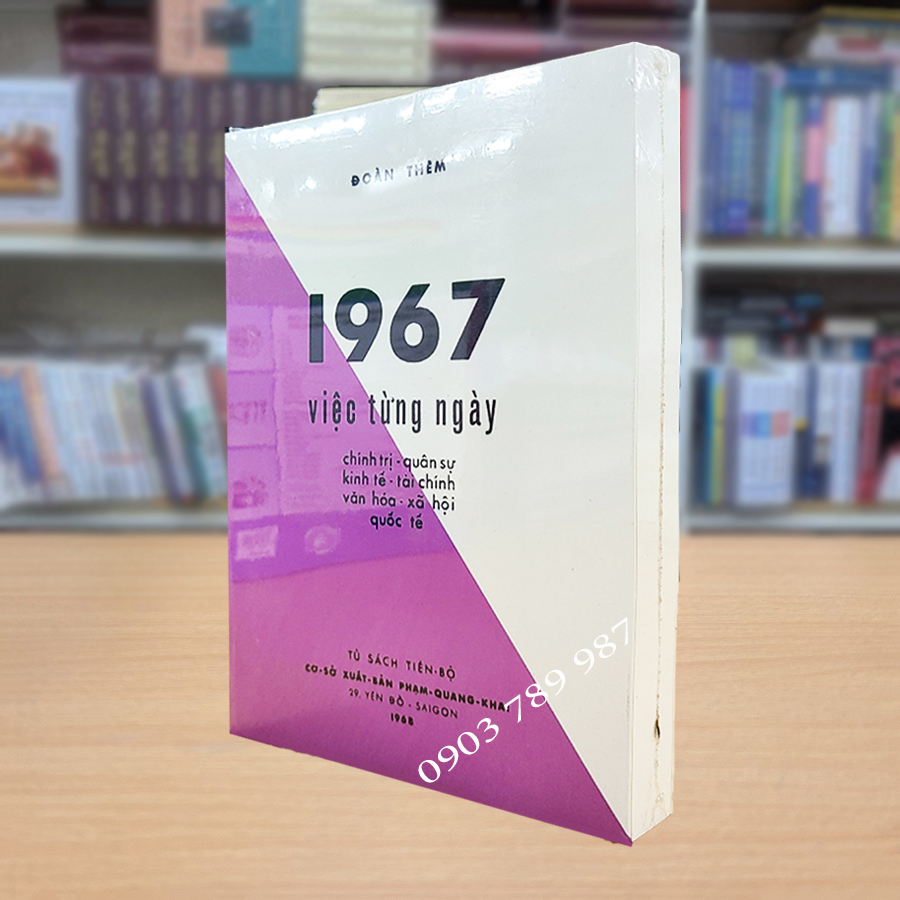 ĐOÀN THÊM
1967
việc từng ngày
chính trị - quân sự
kinh tế - tài chính
văn hóa - xã hội
quốc tế
TỦ SÁCH TIẾN-BỘ
CƠ-SỞ XUẤT-BẢN PHẠM-QUANG-KHAI
29, YÊN ĐỔ - SAIGON
1968
0903 789 987